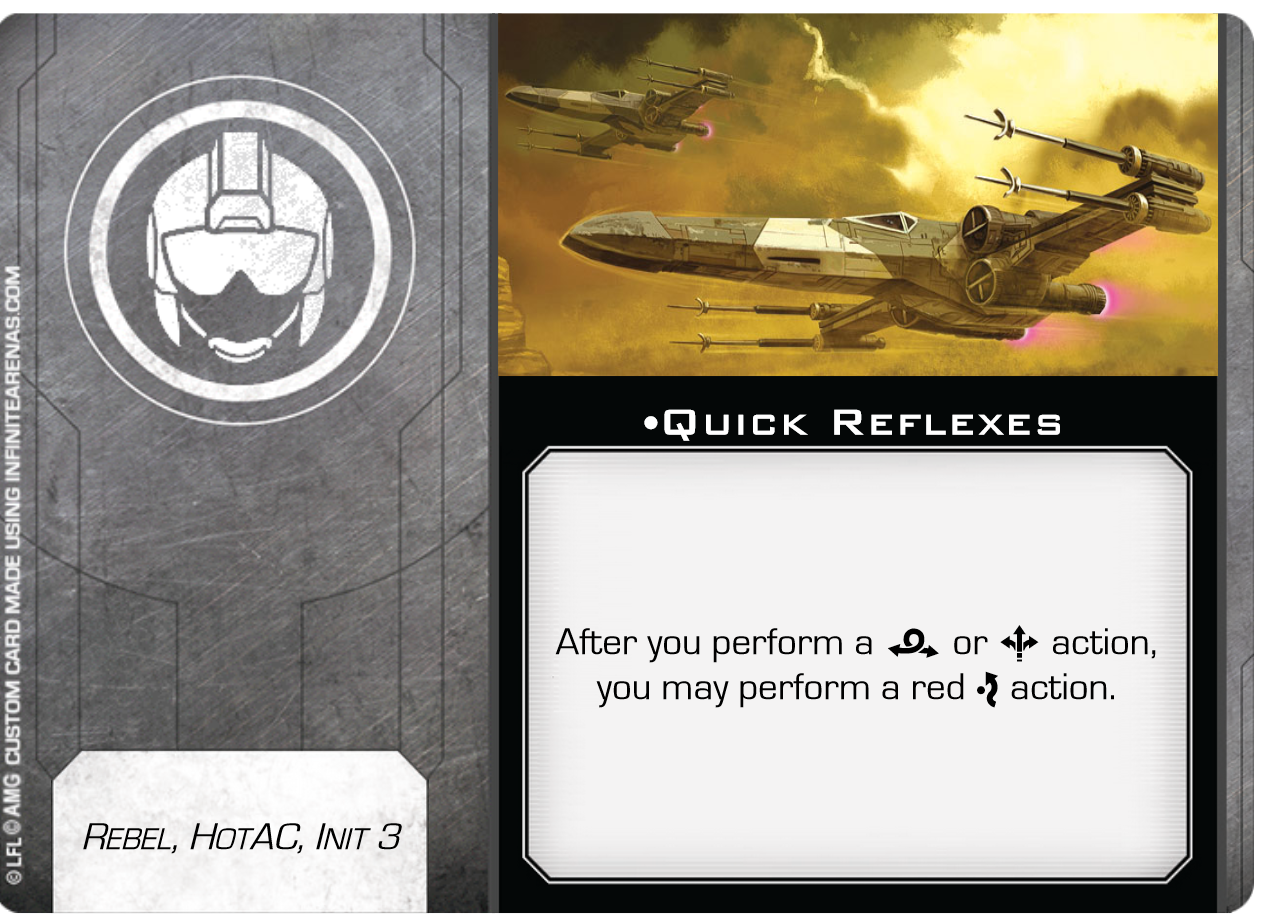 •Quick Reflexes
After you perform a or action,
you may perform a red action.
Rebel, HotAC, Init 3
©LFL ©AMG CUSTOM CARD MADE USING INFINITEARENAS.COM